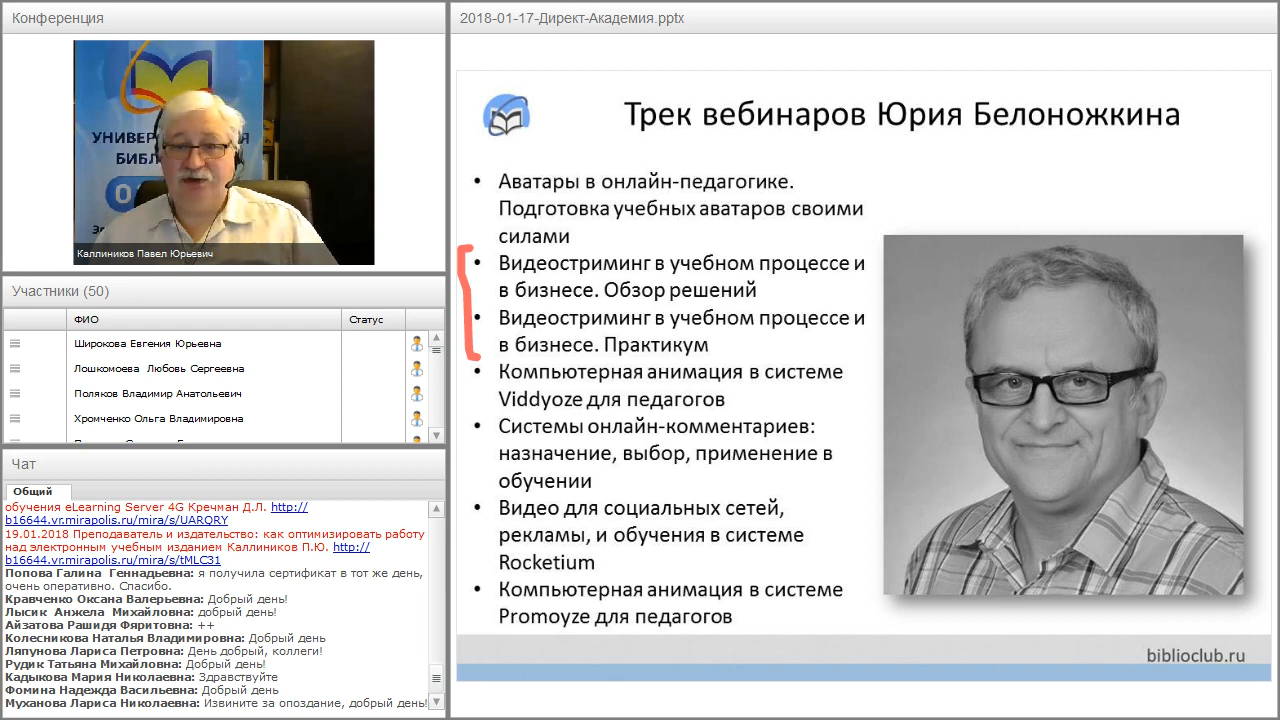 Конференция
УНИВЕР
БИБЛ
Каллиников Павел Юрьевич
Участники (50)
ФИО
Статус
Широкова Евгения Юрьевна
Лошкомоева Любовь Сергеевна
Поляков Владимир Анатольевич
Хромченко Ольга Владимировна
Чат
Общий
обучения eLearning Server 4G Кречман Д.Л. http://
b16644.vr.mirapolis.ru/mira/s/UARQRY
19.01.2018 Преподаватель и издательство: как оптимизировать работу
над электронным учебным изданием Каллиников П.Ю. http://
b16644.vr.mirapolis.ru/mira/s/tMLC31
Попова Галина Геннадьевна: я получила сертификат в тот же день,
очень оперативно. Спасибо.
Кравченко Оксана Валерьевна: Добрый день!
Лысик Анжела Михайловна: добрый день!
Айзатова Рашидя Фяритовна: ++
Колесникова Наталья Владимировна: Добрый день
Ляпунова Лариса Петровна: День добрый, коллеги!
Рудик Татьяна Михайловна: Добрый день!
Кадыкова Мария Николаевна: Здравствуйте
Фомина Надежда Васильевна: Добрый день
Муханова Лариса Николаевна: Извините за опоздание, добрый день!
2018-01-17-Директ-Академия.pptx
Трек вебинаров Юрия Белоножкина
• Аватары в онлайн-педагогике.
Подготовка учебных аватаров своими
силами
• Видеостриминг в учебном процессе и
в бизнесе. Обзор решений
• Видеостриминг в учебном процессе и
в бизнесе. Практикум
• Компьютерная анимация в системе
Viddyoze для педагогов
• Системы онлайн-комментариев:
назначение, выбор, применение в
обучении
• Видео для социальных сетей,
рекламы, и обучения в системе
Rocketium
• Компьютерная анимация в системе
Promoyze для педагогов
biblioclub.ru